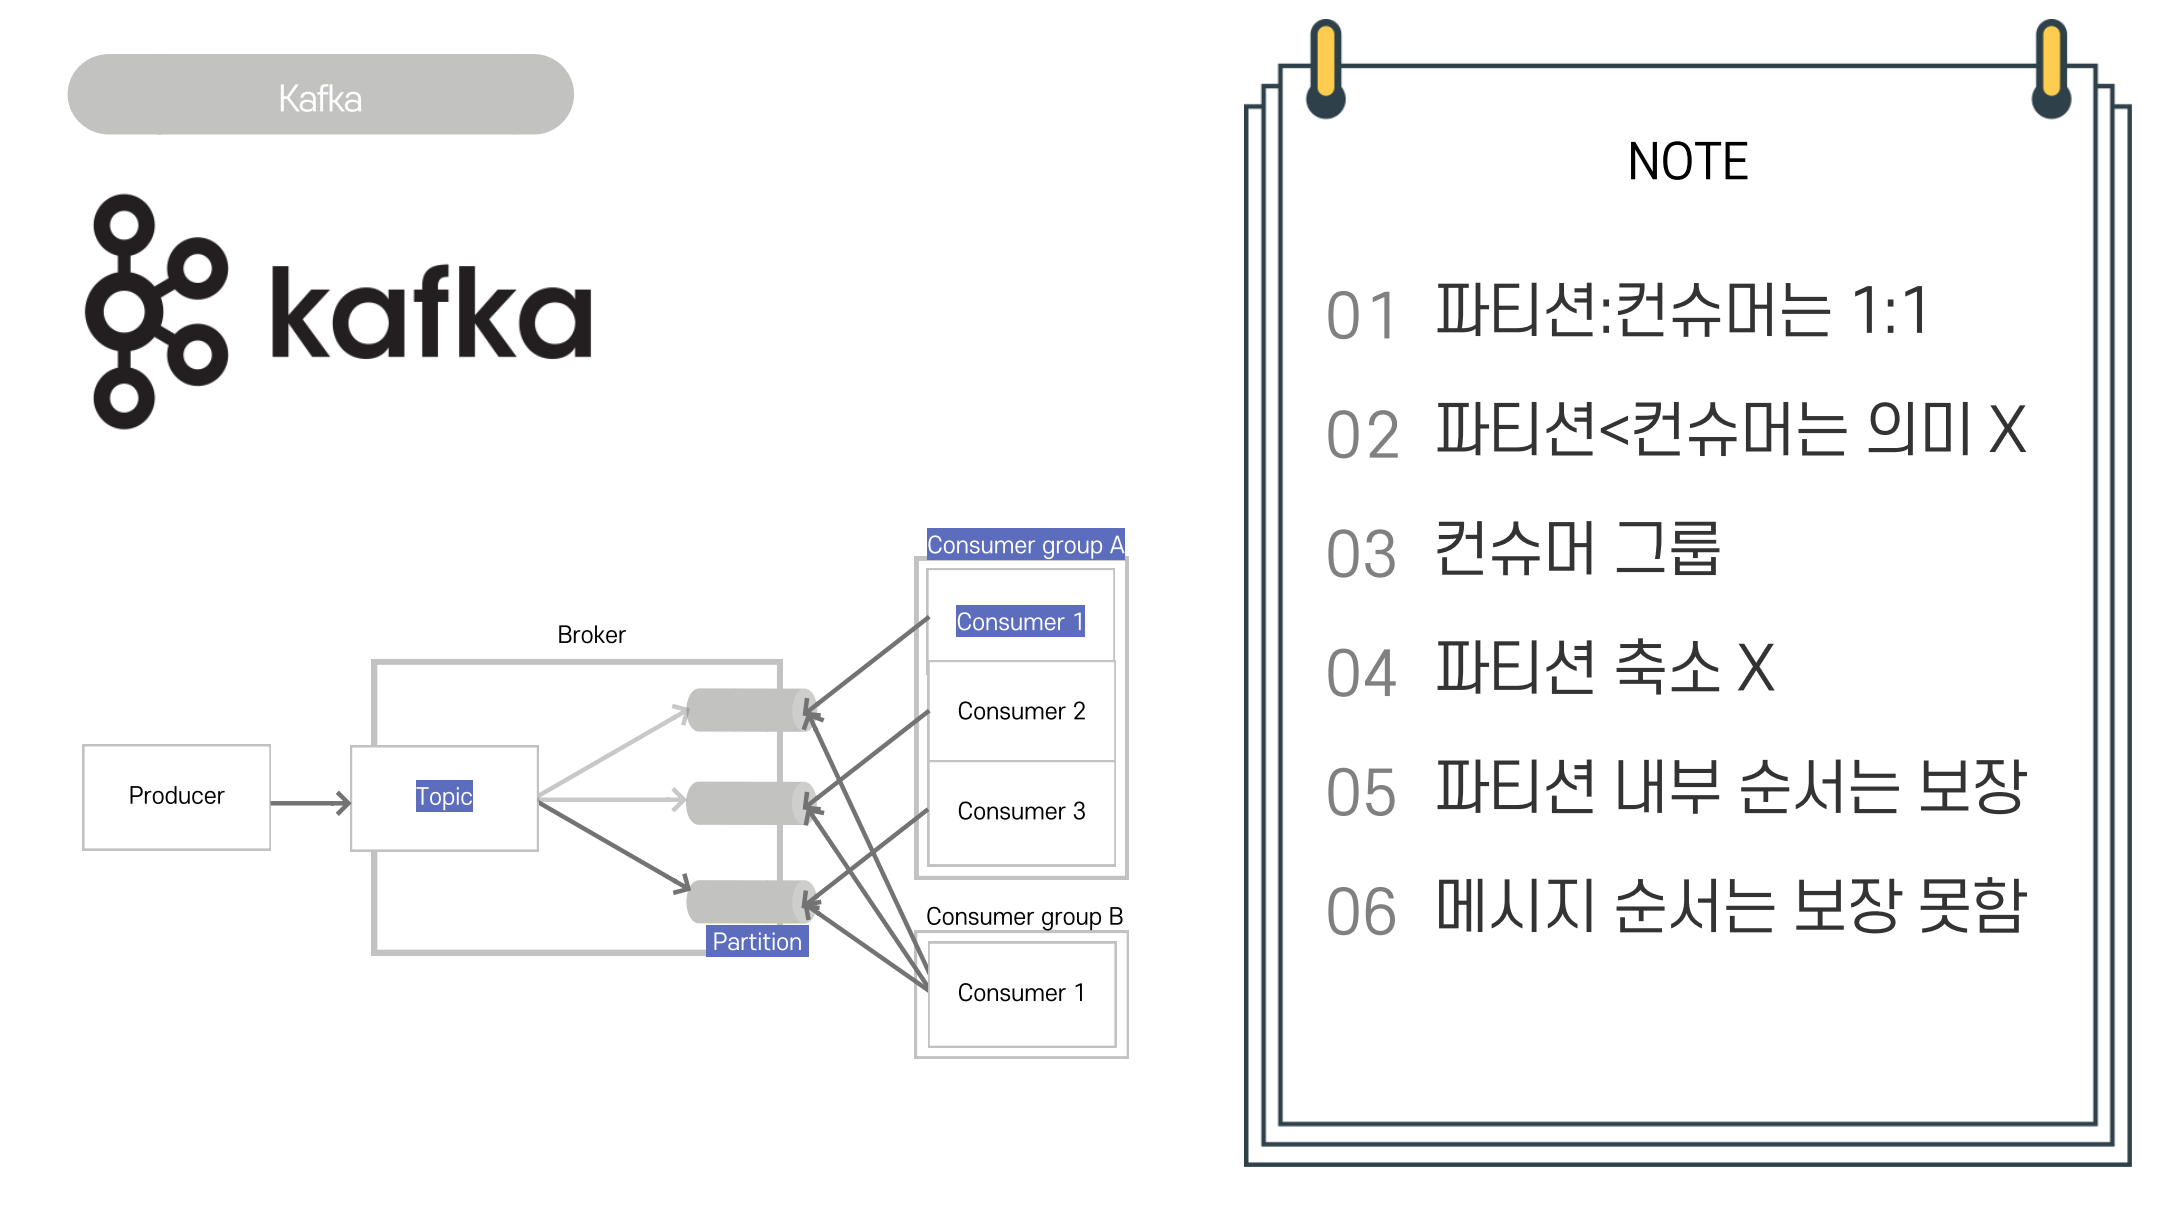 Kafka
kafka
Broker
Producer
Topic
Partition
Consumer group A
Consumer 1
Consumer 2
Consumer 3
Consumer group B
Consumer 1
NOTE
01 파티션:컨슈머는 1:1
02 파티션<컨슈머는 의미 X
03 컨슈머 그룹
04 파티션 축소 X
05 파티션 내부 순서는 보장
06 메시지 순서는 보장 못함